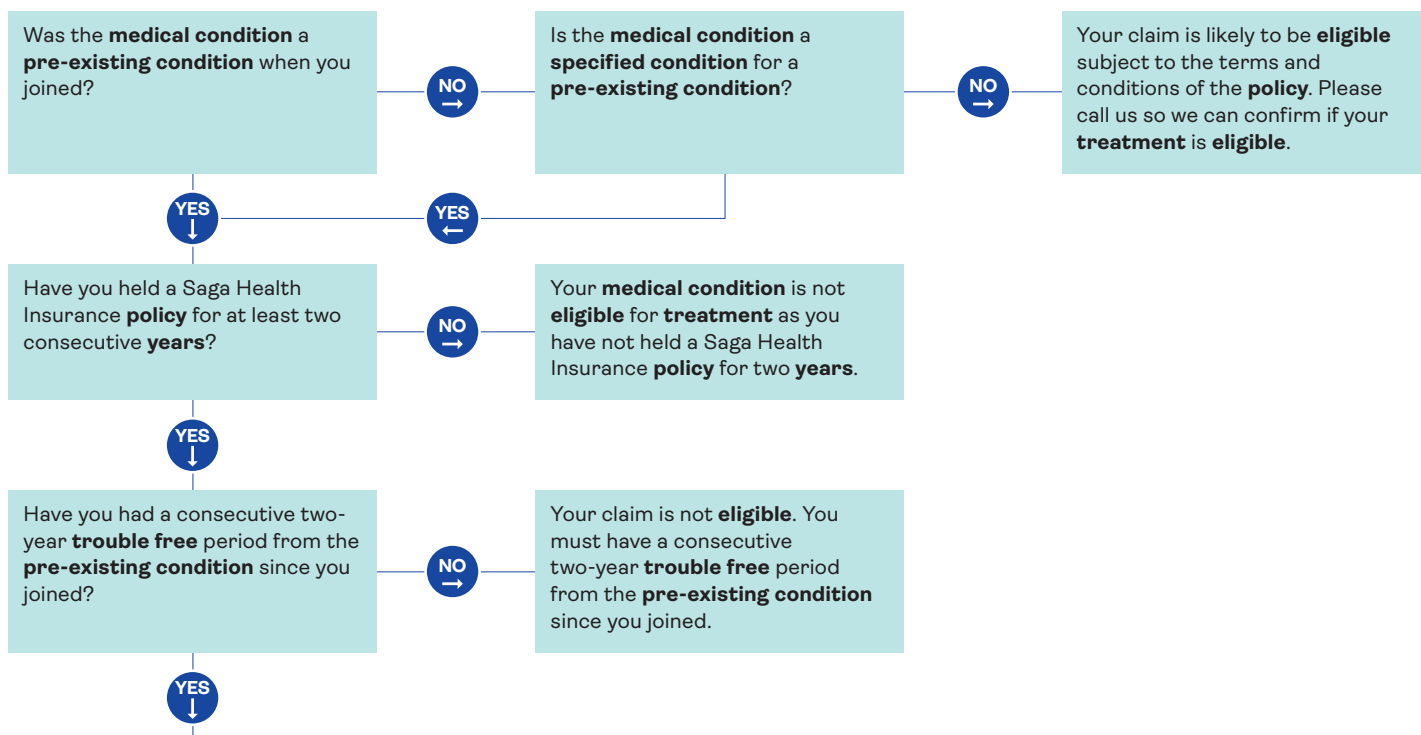 Was the medical condition a
pre-existing condition when you
joined?
NO
→
Is the medical condition a
specified condition for a
pre-existing condition?
NO
→
Your claim is likely to be eligible
subject to the terms and
conditions of the policy. Please
call us so we can confirm if your
treatment is eligible.
YES
↓
YES
←
Have you held a Saga Health
Insurance policy for at least two
consecutive years?
NO
→
Your medical condition is not
eligible for treatment as you
have not held a Saga Health
Insurance policy for two years.
YES
↓
Have you had a consecutive two-
year trouble free period from the
pre-existing condition since you
joined?
NO
→
Your claim is not eligible. You
must have a consecutive
two-year trouble free period
from the pre-existing condition
since you joined.
YES
↓